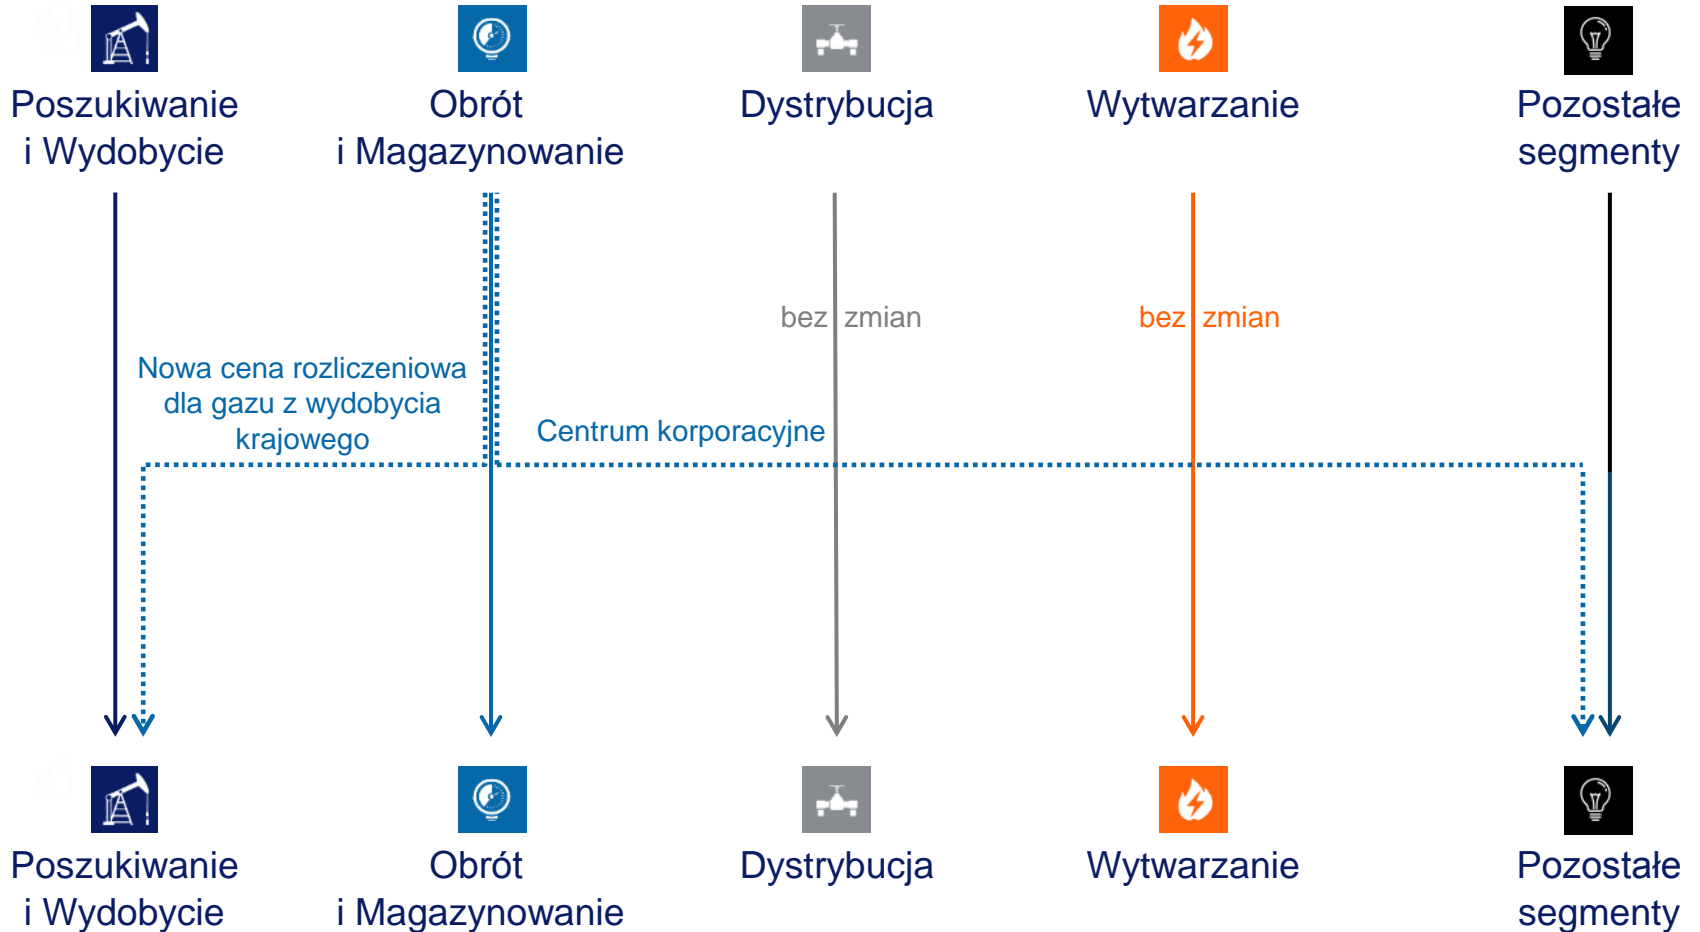 Poszukiwanie
i Wydobycie
Obrót
i Magazynowanie
Dystrybucja
Wytwarzanie
Pozostałe
segmenty
bez zmian
bez zmian
Nowa cena rozliczeniowa
dla gazu z wydobycia
krajowego
Centrum korporacyjne
Poszukiwanie
i Wydobycie
Obrót
i Magazynowanie
Dystrybucja
Wytwarzanie
Pozostałe
segmenty